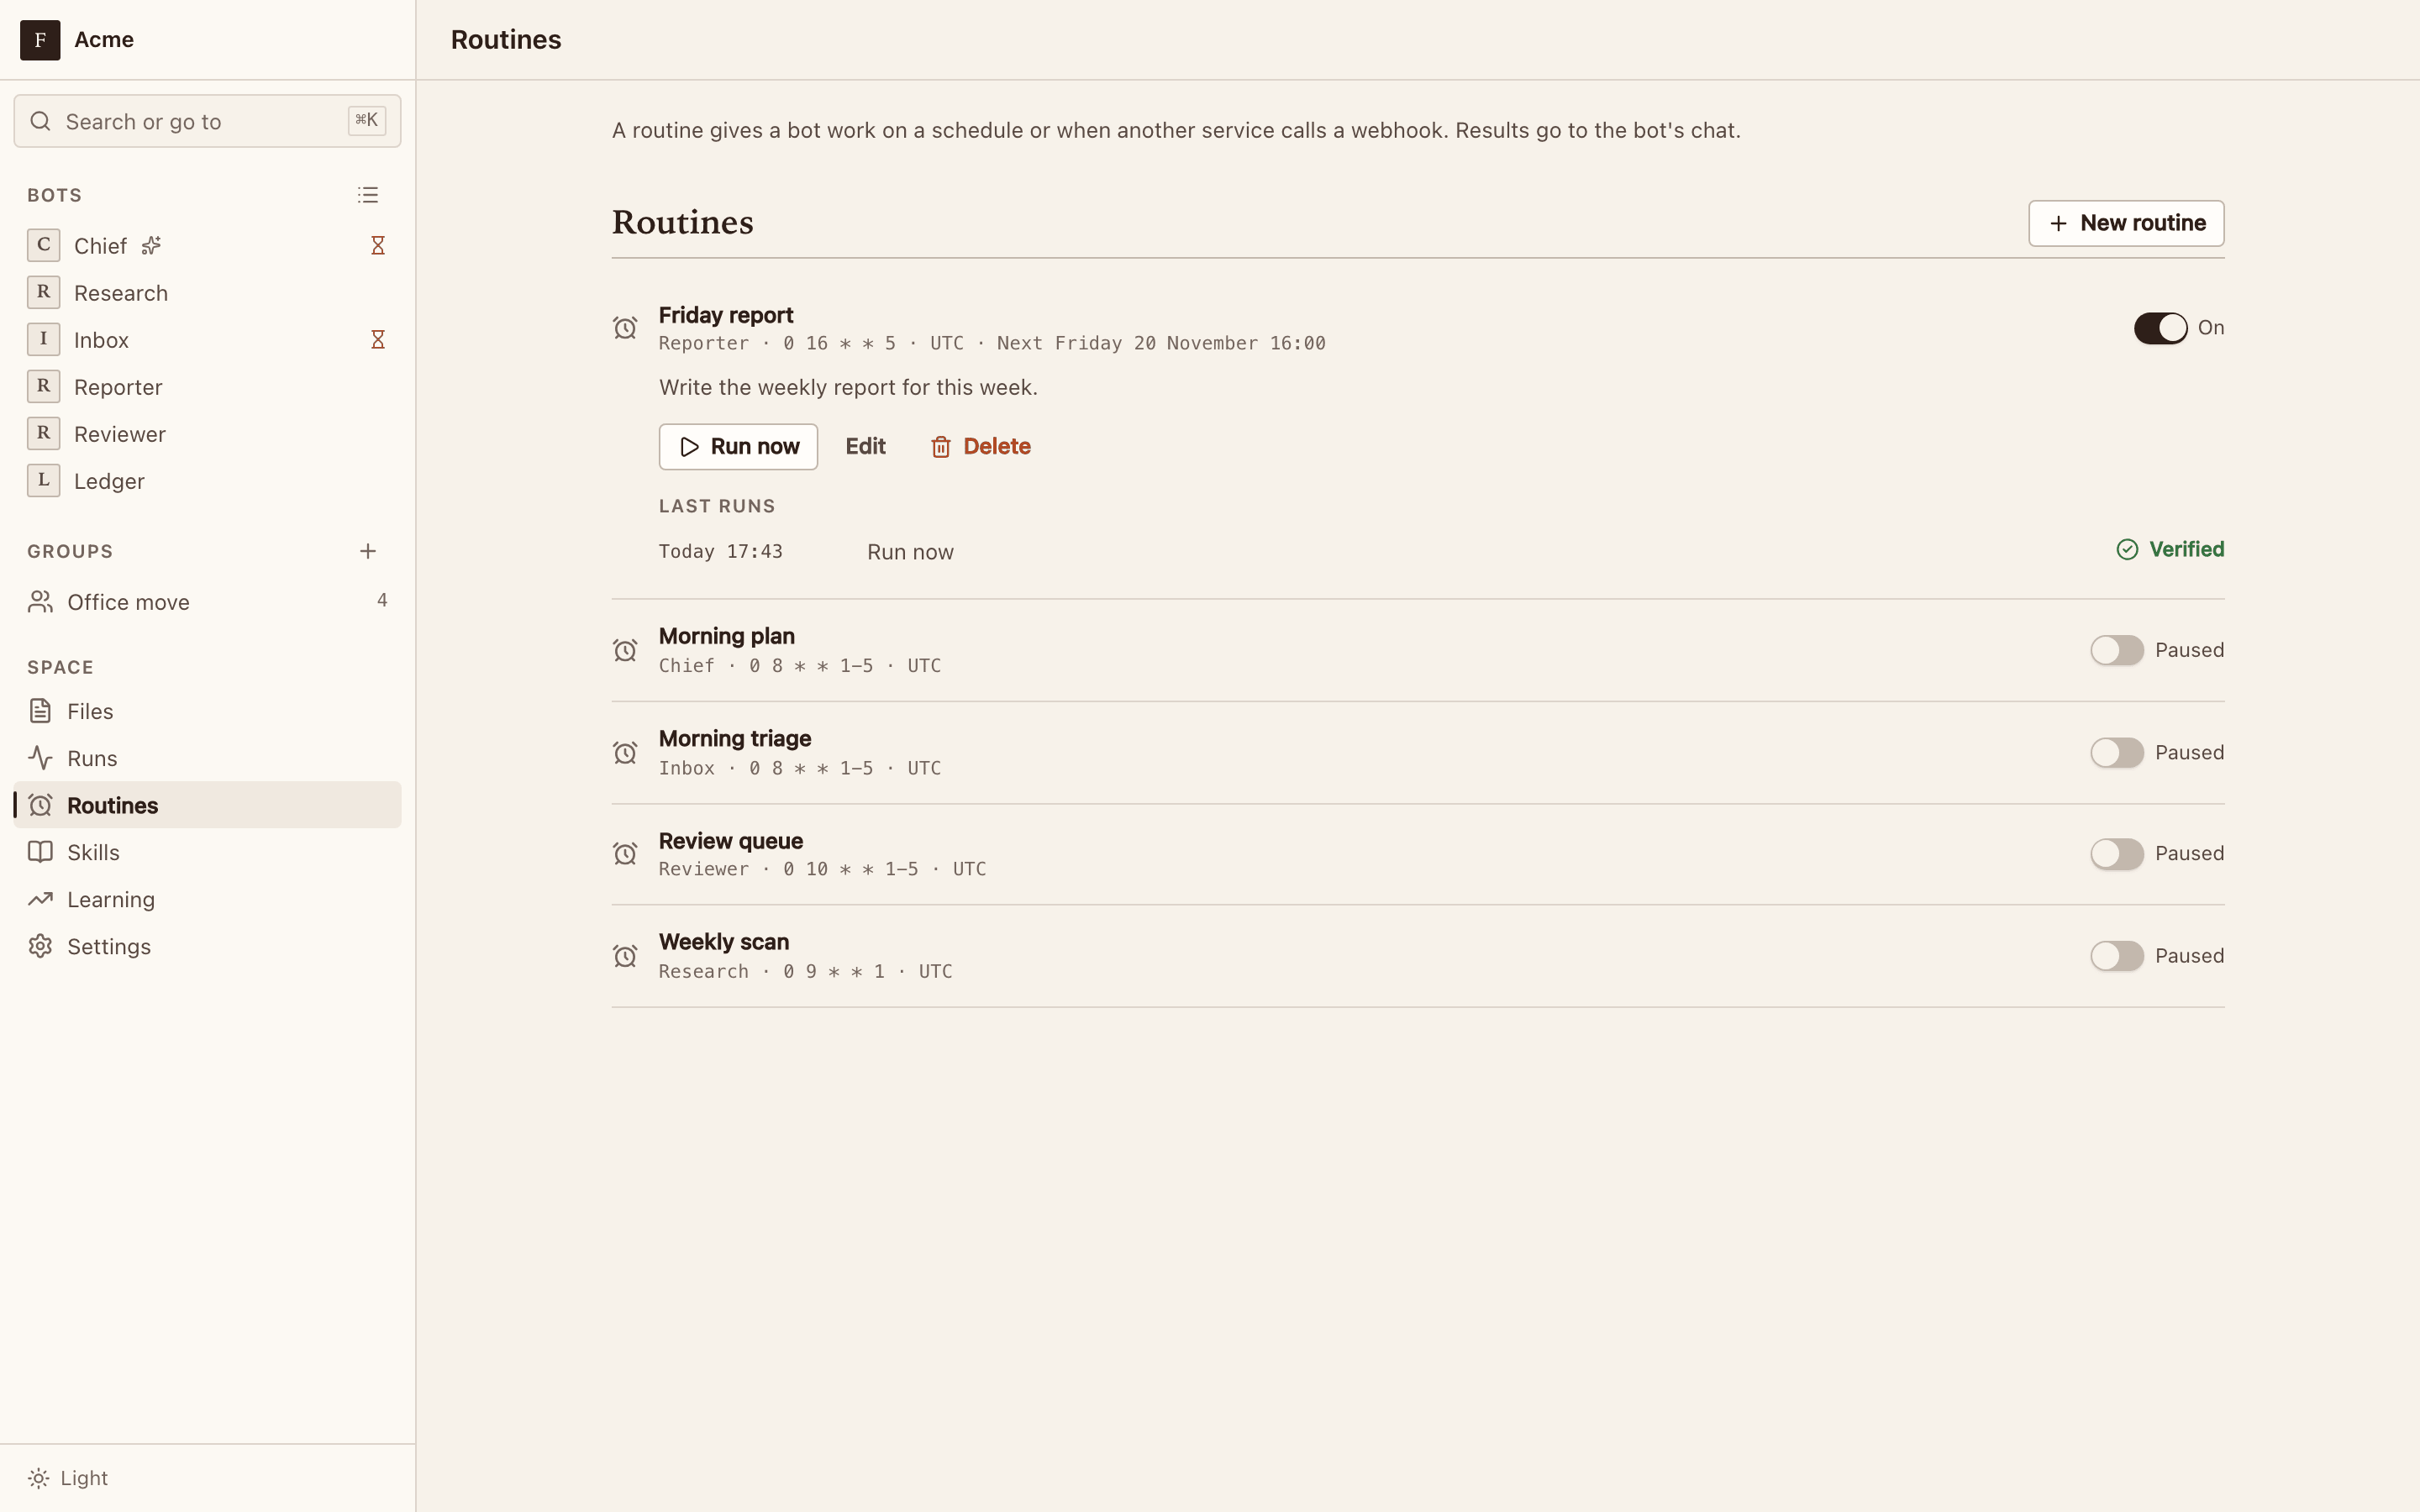 F Acme
Search or go to ⌘K
BOTS
C Chief
R Research
I Inbox
R Reporter
R Reviewer
L Ledger
GROUPS
Office move 4
SPACE
Files
Runs
Routines
Skills
Learning
Settings
Light
Routines
A routine gives a bot work on a schedule or when another service calls a webhook. Results go to the bot's chat.
Routines
New routine
Friday report
Reporter · 0 16 * * 5 · UTC · Next Friday 20 November 16:00
On
Write the weekly report for this week.
Run now Edit Delete
LAST RUNS
Today 17:43 Run now Verified
Morning plan
Chief · 0 8 * * 1-5 · UTC
Paused
Morning triage
Inbox · 0 8 * * 1-5 · UTC
Paused
Review queue
Reviewer · 0 10 * * 1-5 · UTC
Paused
Weekly scan
Research · 0 9 * * 1 · UTC
Paused